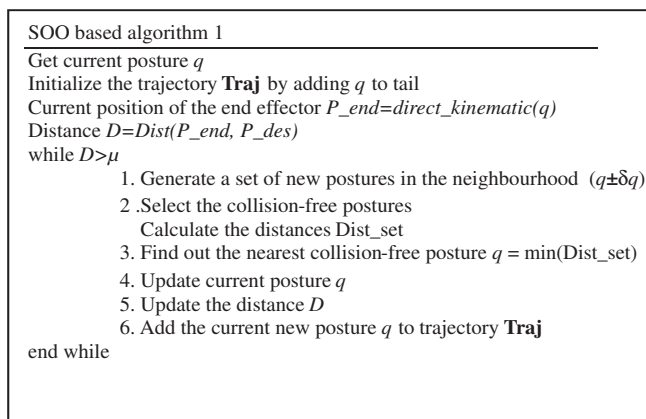 SOO based algorithm 1
Get current posture q
Initialize the trajectory Traj by adding q to tail
Current position of the end effector P_end=direct_kinematic(q)
Distance D=Dist(P_end, P_des)
while D>μ
1. Generate a set of new postures in the neighbourhood (q±δq)
2 .Select the collision-free postures
Calculate the distances Dist_set
3. Find out the nearest collision-free posture q = min(Dist_set)
4. Update current posture q
5. Update the distance D
6. Add the current new posture q to trajectory Traj
end while